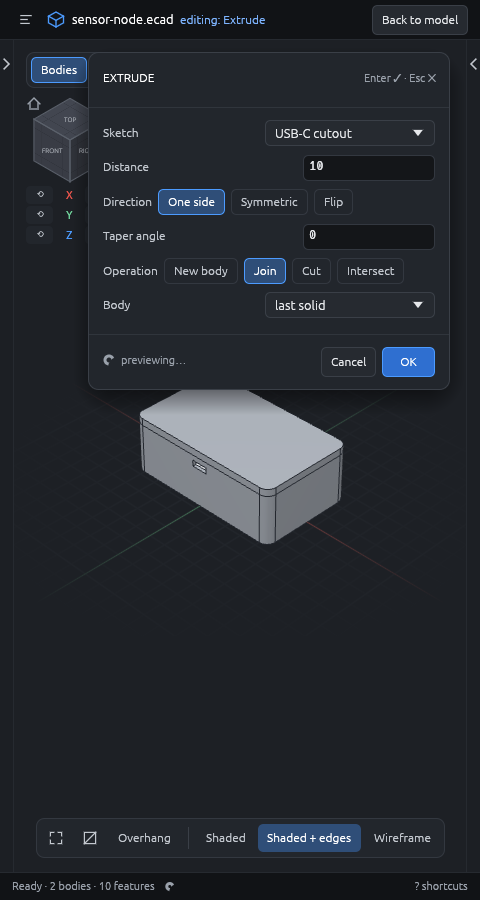 sensor-node.ecad editing: Extrude Back to model
Bodies
EXTRUDE Enter ✓ · Esc ✕
TOP
FRONT
Sketch USB-C cutout
Distance 10
X
Direction One side Symmetric Flip
Y
Taper angle 0
Z
Operation New body Join Cut Intersect
Body last solid
previewing... Cancel OK
Overhang Shaded Shaded + edges Wireframe
Ready · 2 bodies · 10 features ? shortcuts